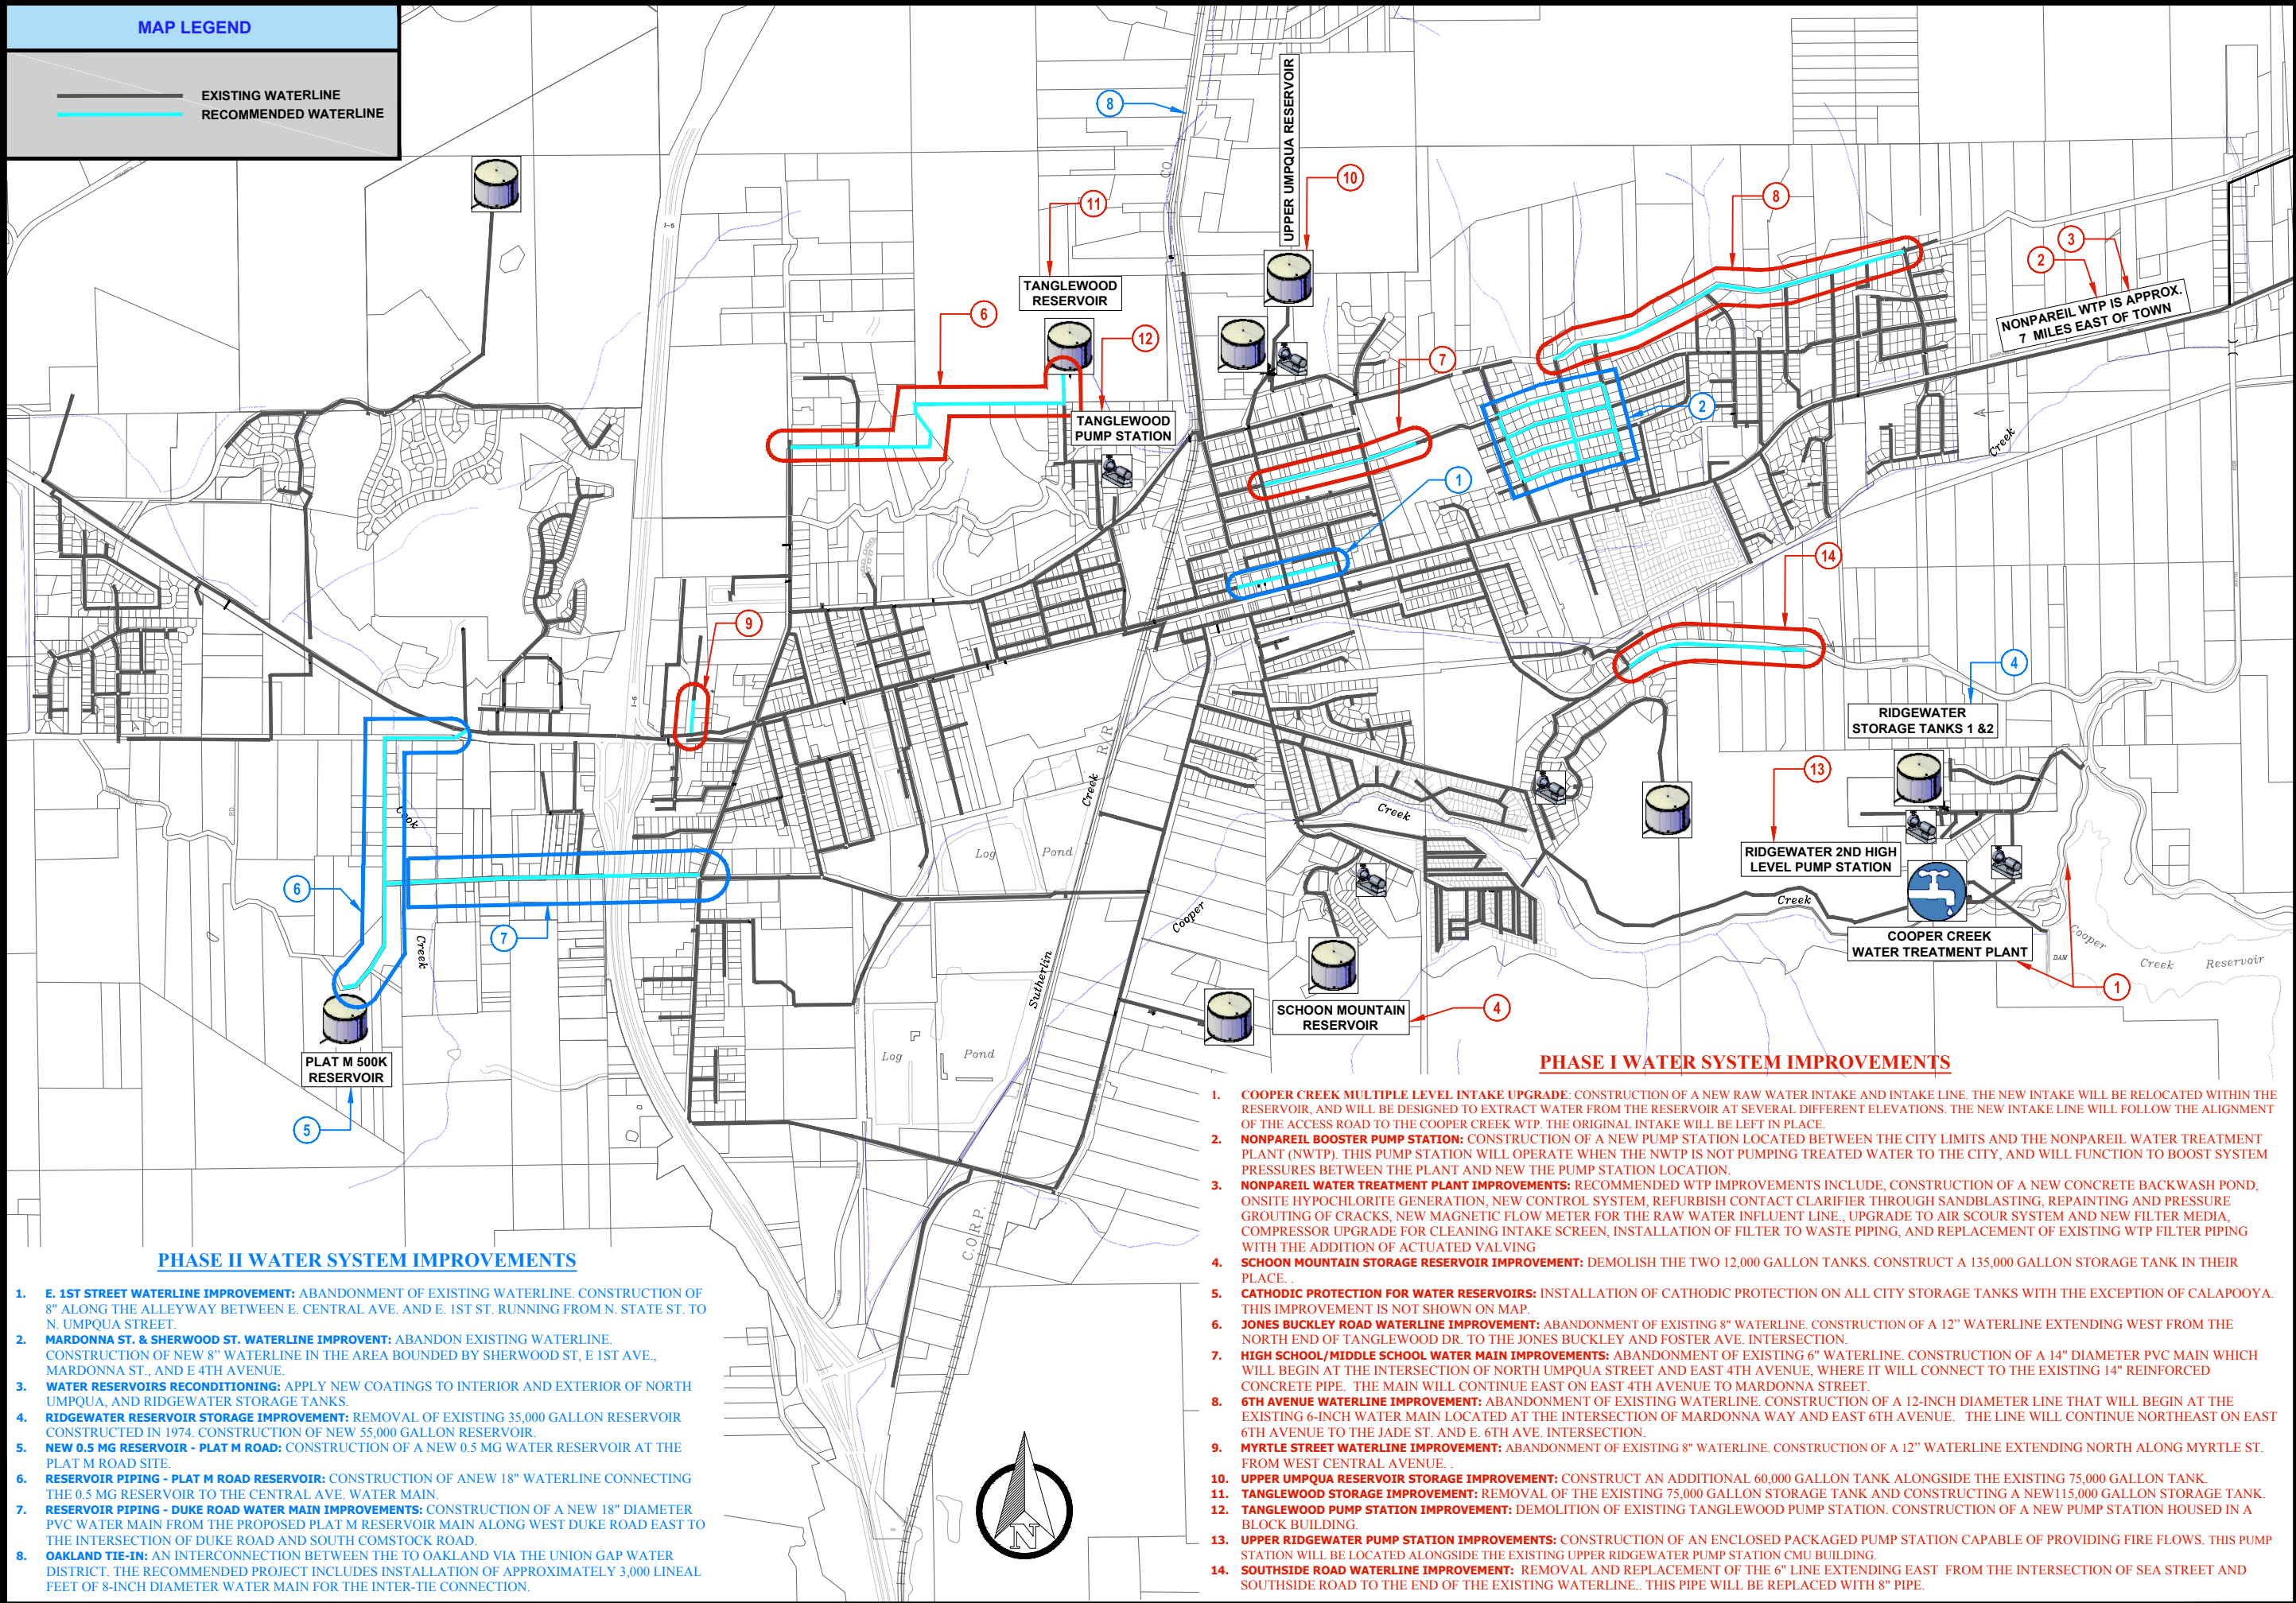 MAP LEGEND
EXISTING WATERLINE
RECOMMENDED WATERLINE
8
CO.
UPPER UMPQUA RESERVOIR
10
11
I-5
8
3
2
NONPAREIL WTP IS APPROX.
7 MILES EAST OF TOWN
TANGLEWOOD
RESERVOIR
6
12
7
2
TANGLEWOOD
PUMP STATION
Creek
1
14
9
4
I-5
RIDGEWATER
STORAGE TANKS 1 &2
13
R.R.
Creek
Creek
Cook
RIDGEWATER 2ND HIGH
LEVEL PUMP STATION
Log Pond
6
7
Creek
Creek
Cooper
Sutherlin
COOPER CREEK
WATER TREATMENT PLANT
Cooper
Creek Reservoir
DAM
1
SCHOON MOUNTAIN
RESERVOIR
4
Log Pond
PLAT M 500K
RESERVOIR
5
C.O.R.P.
N
PHASE I WATER SYSTEM IMPROVEMENTS
1. COOPER CREEK MULTIPLE LEVEL INTAKE UPGRADE: CONSTRUCTION OF A NEW RAW WATER INTAKE AND INTAKE LINE. THE NEW INTAKE WILL BE RELOCATED WITHIN THE
RESERVOIR, AND WILL BE DESIGNED TO EXTRACT WATER FROM THE RESERVOIR AT SEVERAL DIFFERENT ELEVATIONS. THE NEW INTAKE LINE WILL FOLLOW THE ALIGNMENT
OF THE ACCESS ROAD TO THE COOPER CREEK WTP. THE ORIGINAL INTAKE WILL BE LEFT IN PLACE.
2. NONPAREIL BOOSTER PUMP STATION: CONSTRUCTION OF A NEW PUMP STATION LOCATED BETWEEN THE CITY LIMITS AND THE NONPAREIL WATER TREATMENT
PLANT (NWTP). THIS PUMP STATION WILL OPERATE WHEN THE NWTP IS NOT PUMPING TREATED WATER TO THE CITY, AND WILL FUNCTION TO BOOST SYSTEM
PRESSURES BETWEEN THE PLANT AND NEW THE PUMP STATION LOCATION.
3. NONPAREIL WATER TREATMENT PLANT IMPROVEMENTS: RECOMMENDED WTP IMPROVEMENTS INCLUDE, CONSTRUCTION OF A NEW CONCRETE BACKWASH POND,
ONSITE HYPOCHLORITE GENERATION, NEW CONTROL SYSTEM, REFURBISH CONTACT CLARIFIER THROUGH SANDBLASTING, REPAINTING AND PRESSURE
GROUTING OF CRACKS, NEW MAGNETIC FLOW METER FOR THE RAW WATER INFLUENT LINE., UPGRADE TO AIR SCOUR SYSTEM AND NEW FILTER MEDIA,
COMPRESSOR UPGRADE FOR CLEANING INTAKE SCREEN, INSTALLATION OF FILTER TO WASTE PIPING, AND REPLACEMENT OF EXISTING WTP FILTER PIPING
WITH THE ADDITION OF ACTUATED VALVING
4. SCHOON MOUNTAIN STORAGE RESERVOIR IMPROVEMENT: DEMOLISH THE TWO 12,000 GALLON TANKS. CONSTRUCT A 135,000 GALLON STORAGE TANK IN THEIR
PLACE. .
5. CATHODIC PROTECTION FOR WATER RESERVOIRS: INSTALLATION OF CATHODIC PROTECTION ON ALL CITY STORAGE TANKS WITH THE EXCEPTION OF CALAPOOYA.
THIS IMPROVEMENT IS NOT SHOWN ON MAP.
6. JONES BUCKLEY ROAD WATERLINE IMPROVEMENT: ABANDONMENT OF EXISTING 8" WATERLINE. CONSTRUCTION OF A 12” WATERLINE EXTENDING WEST FROM THE
NORTH END OF TANGLEWOOD DR. TO THE JONES BUCKLEY AND FOSTER AVE. INTERSECTION.
7. HIGH SCHOOL/MIDDLE SCHOOL WATER MAIN IMPROVEMENTS: ABANDONMENT OF EXISTING 6" WATERLINE. CONSTRUCTION OF A 14" DIAMETER PVC MAIN WHICH
WILL BEGIN AT THE INTERSECTION OF NORTH UMPQUA STREET AND EAST 4TH AVENUE, WHERE IT WILL CONNECT TO THE EXISTING 14" REINFORCED
CONCRETE PIPE. THE MAIN WILL CONTINUE EAST ON EAST 4TH AVENUE TO MARDONNA STREET.
8. 6TH AVENUE WATERLINE IMPROVEMENT: ABANDONMENT OF EXISTING WATERLINE. CONSTRUCTION OF A 12-INCH DIAMETER LINE THAT WILL BEGIN AT THE
EXISTING 6-INCH WATER MAIN LOCATED AT THE INTERSECTION OF MARDONNA WAY AND EAST 6TH AVENUE. THE LINE WILL CONTINUE NORTHEAST ON EAST
6TH AVENUE TO THE JADE ST. AND E. 6TH AVE. INTERSECTION.
9. MYRTLE STREET WATERLINE IMPROVEMENT: ABANDONMENT OF EXISTING 8" WATERLINE. CONSTRUCTION OF A 12” WATERLINE EXTENDING NORTH ALONG MYRTLE ST.
FROM WEST CENTRAL AVENUE. .
10. UPPER UMPQUA RESERVOIR STORAGE IMPROVEMENT: CONSTRUCT AN ADDITIONAL 60,000 GALLON TANK ALONGSIDE THE EXISTING 75,000 GALLON TANK.
11. TANGLEWOOD STORAGE IMPROVEMENT: REMOVAL OF THE EXISTING 75,000 GALLON STORAGE TANK AND CONSTRUCTING A NEW115,000 GALLON STORAGE TANK.
12. TANGLEWOOD PUMP STATION IMPROVEMENT: DEMOLITION OF EXISTING TANGLEWOOD PUMP STATION. CONSTRUCTION OF A NEW PUMP STATION HOUSED IN A
BLOCK BUILDING.
13. UPPER RIDGEWATER PUMP STATION IMPROVEMENTS: CONSTRUCTION OF AN ENCLOSED PACKAGED PUMP STATION CAPABLE OF PROVIDING FIRE FLOWS. THIS PUMP
STATION WILL BE LOCATED ALONGSIDE THE EXISTING UPPER RIDGEWATER PUMP STATION CMU BUILDING.
14. SOUTHSIDE ROAD WATERLINE IMPROVEMENT: REMOVAL AND REPLACEMENT OF THE 6" LINE EXTENDING EAST FROM THE INTERSECTION OF SEA STREET AND
SOUTHSIDE ROAD TO THE END OF THE EXISTING WATERLINE.. THIS PIPE WILL BE REPLACED WITH 8" PIPE.
PHASE II WATER SYSTEM IMPROVEMENTS
1. E. 1ST STREET WATERLINE IMPROVEMENT: ABANDONMENT OF EXISTING WATERLINE. CONSTRUCTION OF
8" ALONG THE ALLEYWAY BETWEEN E. CENTRAL AVE. AND E. 1ST ST. RUNNING FROM N. STATE ST. TO
N. UMPQUA STREET.
2. MARDONNA ST. & SHERWOOD ST. WATERLINE IMPROVENT: ABANDON EXISTING WATERLINE.
CONSTRUCTION OF NEW 8” WATERLINE IN THE AREA BOUNDED BY SHERWOOD ST, E 1ST AVE.,
MARDONNA ST., AND E 4TH AVENUE.
3. WATER RESERVOIRS RECONDITIONING: APPLY NEW COATINGS TO INTERIOR AND EXTERIOR OF NORTH
UMPQUA, AND RIDGEWATER STORAGE TANKS.
4. RIDGEWATER RESERVOIR STORAGE IMPROVEMENT: REMOVAL OF EXISTING 35,000 GALLON RESERVOIR
CONSTRUCTED IN 1974. CONSTRUCTION OF NEW 55,000 GALLON RESERVOIR.
5. NEW 0.5 MG RESERVOIR - PLAT M ROAD: CONSTRUCTION OF A NEW 0.5 MG WATER RESERVOIR AT THE
PLAT M ROAD SITE.
6. RESERVOIR PIPING - PLAT M ROAD RESERVOIR: CONSTRUCTION OF ANEW 18" WATERLINE CONNECTING
THE 0.5 MG RESERVOIR TO THE CENTRAL AVE. WATER MAIN.
7. RESERVOIR PIPING - DUKE ROAD WATER MAIN IMPROVEMENTS: CONSTRUCTION OF A NEW 18" DIAMETER
PVC WATER MAIN FROM THE PROPOSED PLAT M RESERVOIR MAIN ALONG WEST DUKE ROAD EAST TO
THE INTERSECTION OF DUKE ROAD AND SOUTH COMSTOCK ROAD.
8. OAKLAND TIE-IN: AN INTERCONNECTION BETWEEN THE TO OAKLAND VIA THE UNION GAP WATER
DISTRICT. THE RECOMMENDED PROJECT INCLUDES INSTALLATION OF APPROXIMATELY 3,000 LINEAL
FEET OF 8-INCH DIAMETER WATER MAIN FOR THE INTER-TIE CONNECTION.